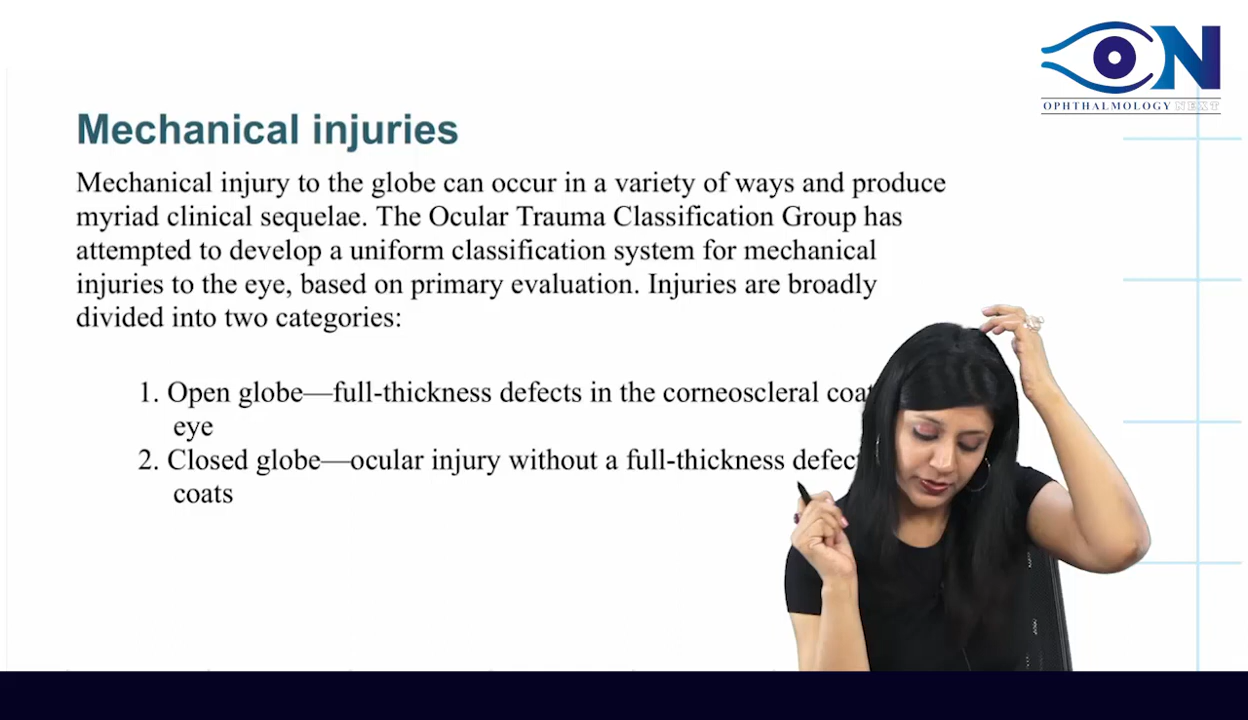 ON
OPHTHALMOLOGY NEXT
Mechanical injuries
Mechanical injury to the globe can occur in a variety of ways and produce
myriad clinical sequelae. The Ocular Trauma Classification Group has
attempted to develop a uniform classification system for mechanical
injuries to the eye, based on primary evaluation. Injuries are broadly
divided into two categories:
1. Open globe—full-thickness defects in the corneoscleral
eye
2. Closed globe—ocular injury without a full-thickness
coats